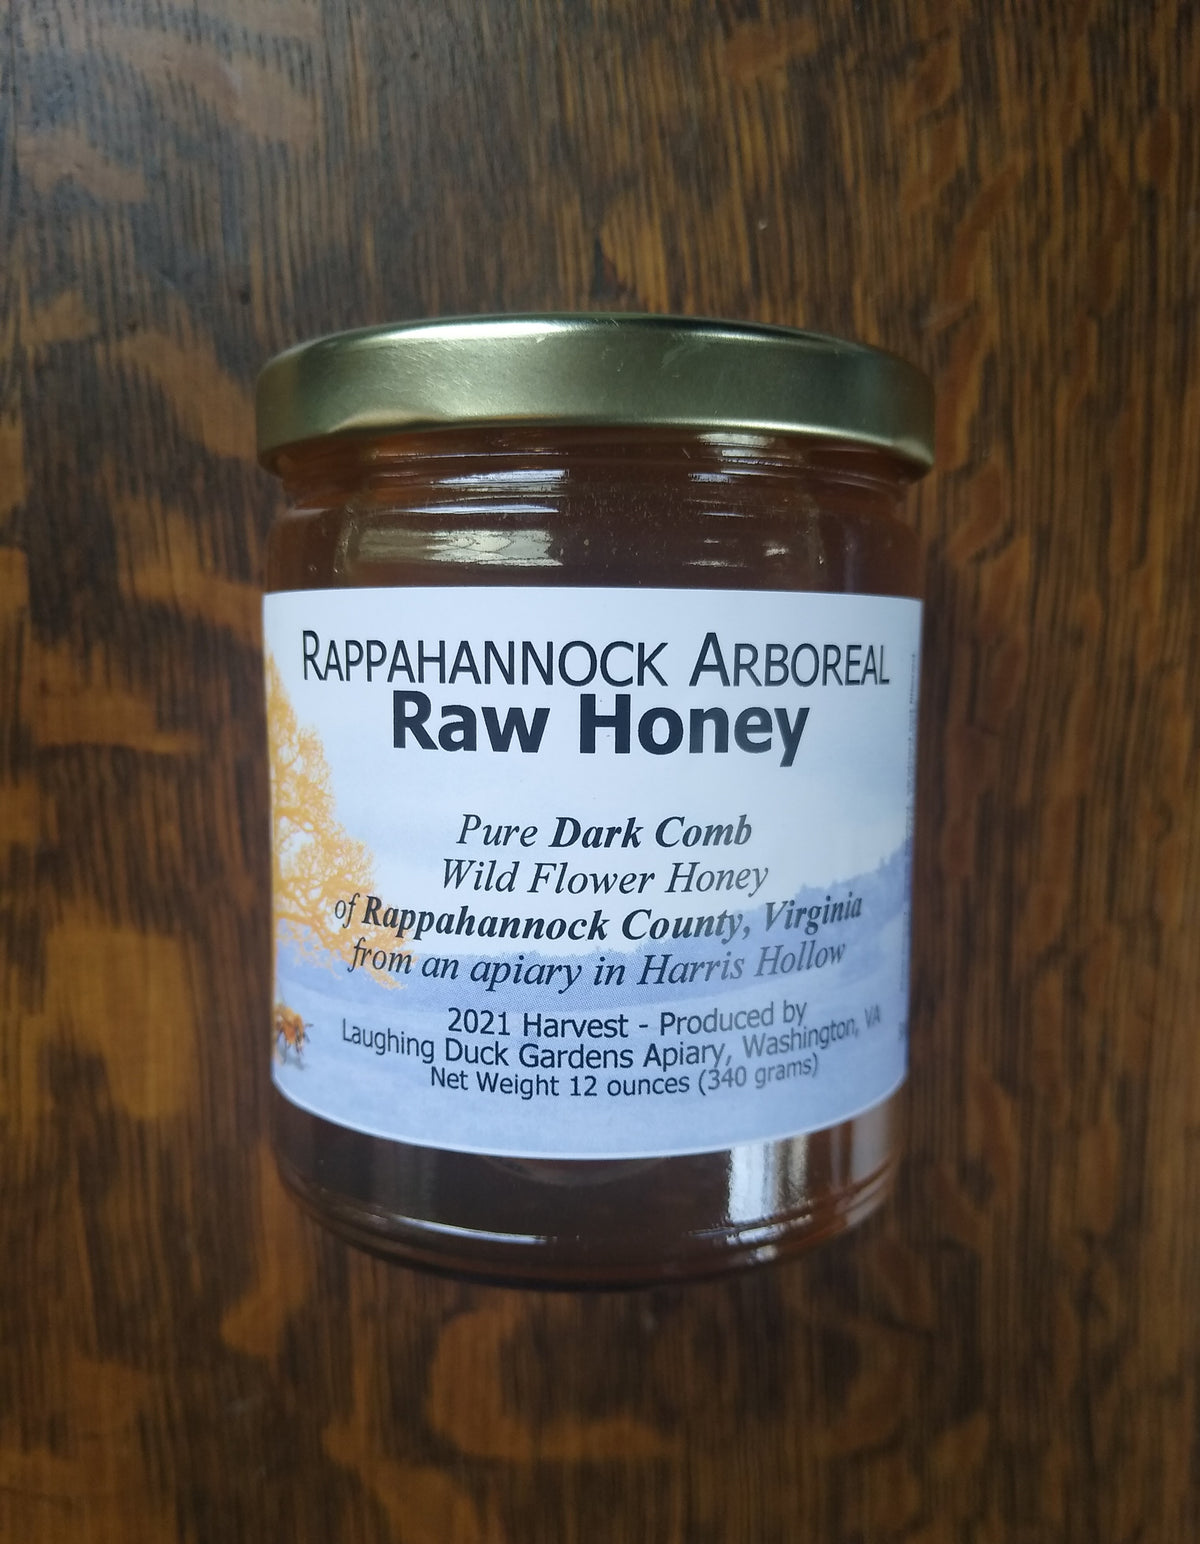 RAPPAHANNOCK ARBOREAL
Raw Honey
Pure Dark Comb
Wild Flower Honey
of Rappahannock County, Virginia
from an apiary in Harris Hollow
2021 Harvest - Produced by
Laughing Duck Gardens Apiary, Washington, VA
Net Weight 12 ounces (340 grams)